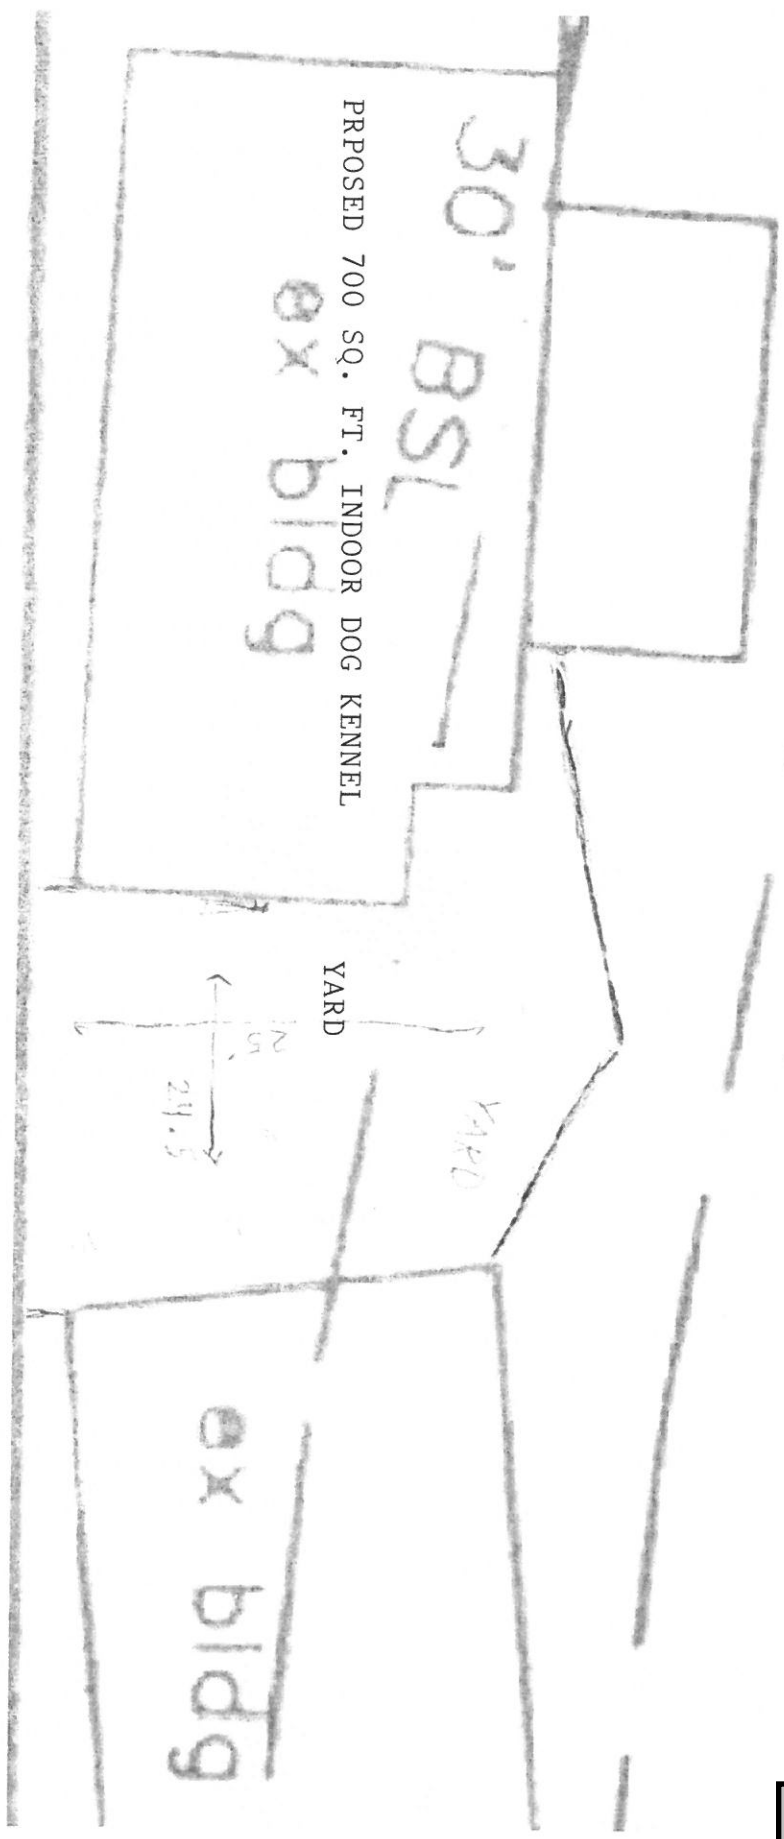 30' BSL
PRPOSED 700 SQ. FT. INDOOR DOG KENNEL
ex bldg
YARD
25'
24.5
YARD
ex bldg